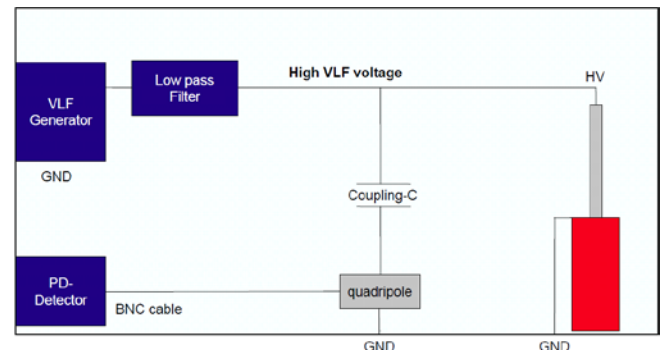 High VLF voltage
HV
Low pass
Filter
VLF
Generator
GND
Coupling-C
PD-
Detector
BNC cable
quadripole
GND
GND